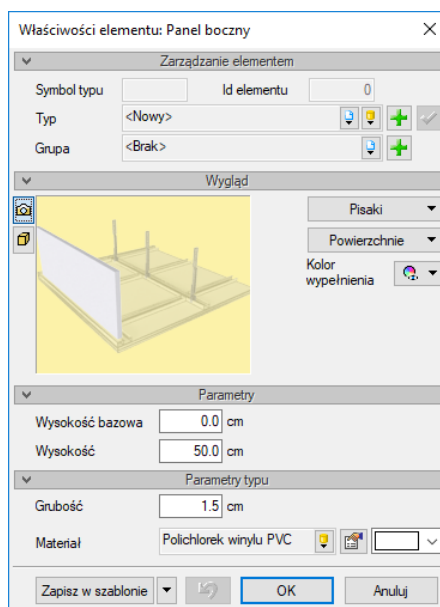 Właściwości elementu: Panel boczny
Zarządzanie elementem
Symbol typu Id elementu 0
Typ <Nowy>
Grupa <Brak>
Wygląd
Pisaki
Powierzchnie
Kolor
wypełnienia
Parametry
Wysokość bazowa 0.0 cm
Wysokość 50.0 cm
Parametry typu
Grubość 1.5 cm
Materiał Polichlorek winylu PVC
Zapisz w szablonie OK Anuluj